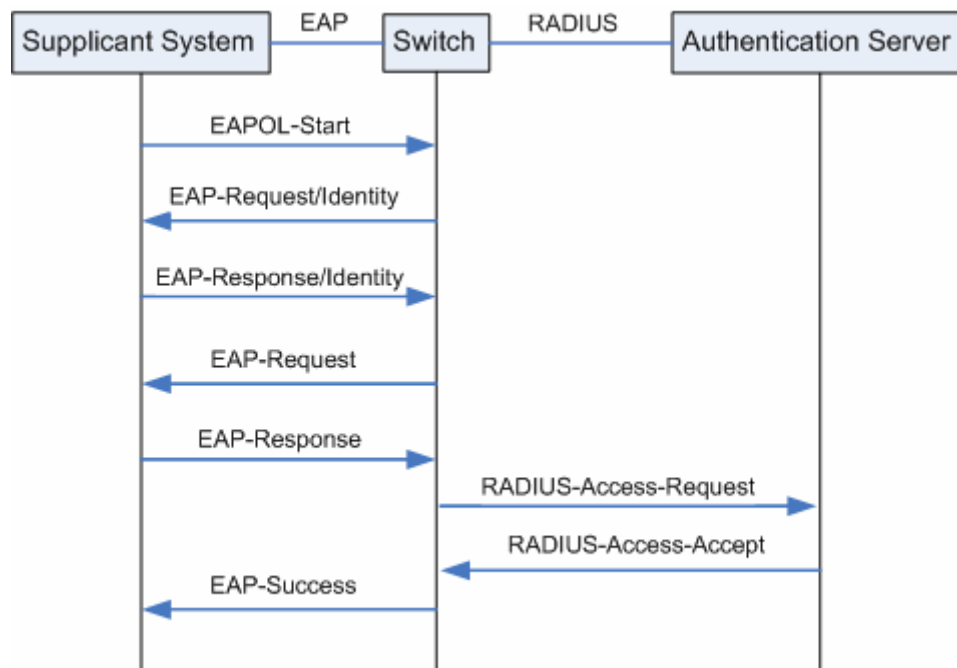 EAP
RADIUS
Supplicant System
Switch
Authentication Server
EAPOL-Start
EAP-Request/Identity
EAP-Response/Identity
EAP-Request
EAP-Response
RADIUS-Access-Request
RADIUS-Access-Accept
EAP-Success